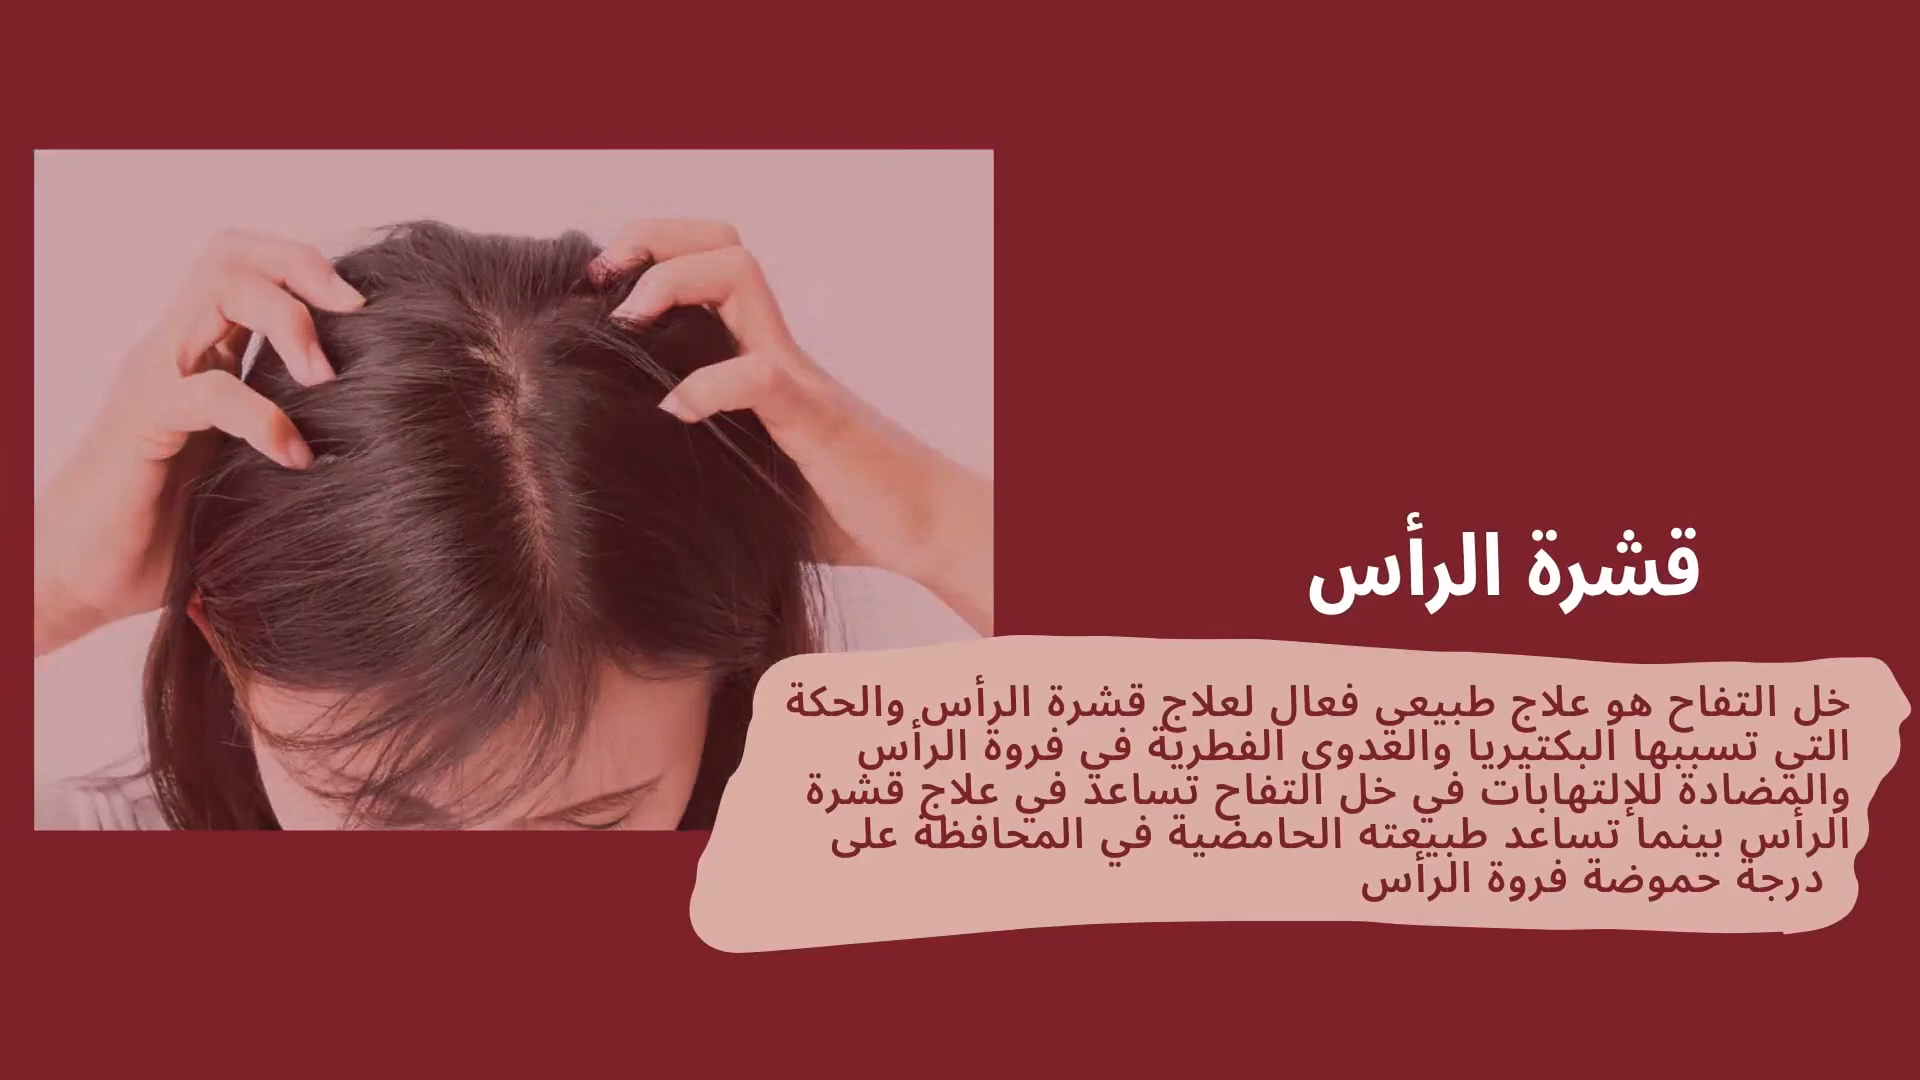 قشرة الرأس
خل التفاح هو علاج طبيعي فعال لعلاج قشرة الرأس والحكة
التي تسببها البكتيريا والعدوى الفطرية في فروة الرأس
والمضادة للإلتهابات في خل التفاح تساعد في علاج قشرة
الرأس بينما تساعد طبيعته الحامضية في المحافظة على
درجة حموضة فروة الرأس